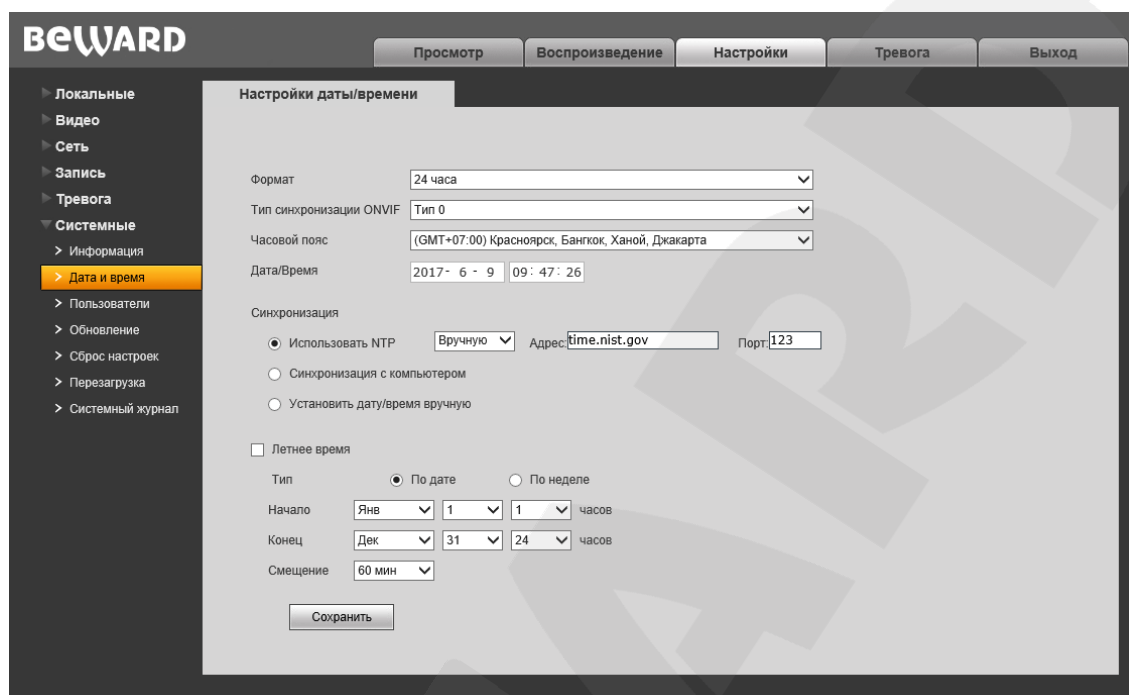 BEWARD
Просмотр Воспроизведение Настройки Тревога Выход
Локальные
Видео
Сеть
Запись
Тревога
Системные
Информация
Дата и время
Пользователи
Обновление
Сброс настроек
Перезагрузка
Системный журнал
Настройки даты/времени
Формат 24 часа
Тип синхронизации ONVIF Тип 0
Часовой пояс (GMT+07:00) Красноярск, Бангкок, Ханой, Джакарта
Дата/Время 2017- 6 - 9 09: 47: 26
Синхронизация
Использовать NTP Вручную Адрес:time.nist.gov Порт:123
Синхронизация с компьютером
Установить дату/время вручную
Летнее время
Тип По дате По неделе
Начало Янв 1 1 часов
Конец Дек 31 24 часов
Смещение 60 мин
Сохранить